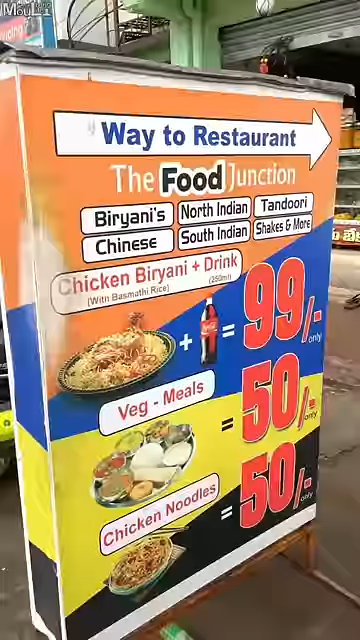 Way to Restaurant
The Food Junction
Biryani's North Indian Tandoori
Chinese South Indian Shakes & More
Chicken Biryani + Drink
(With Basmathi Rice) (250ml)
+ = 99/- only
Veg - Meals
= 50/- only
Chicken Noodles
= 50/- only